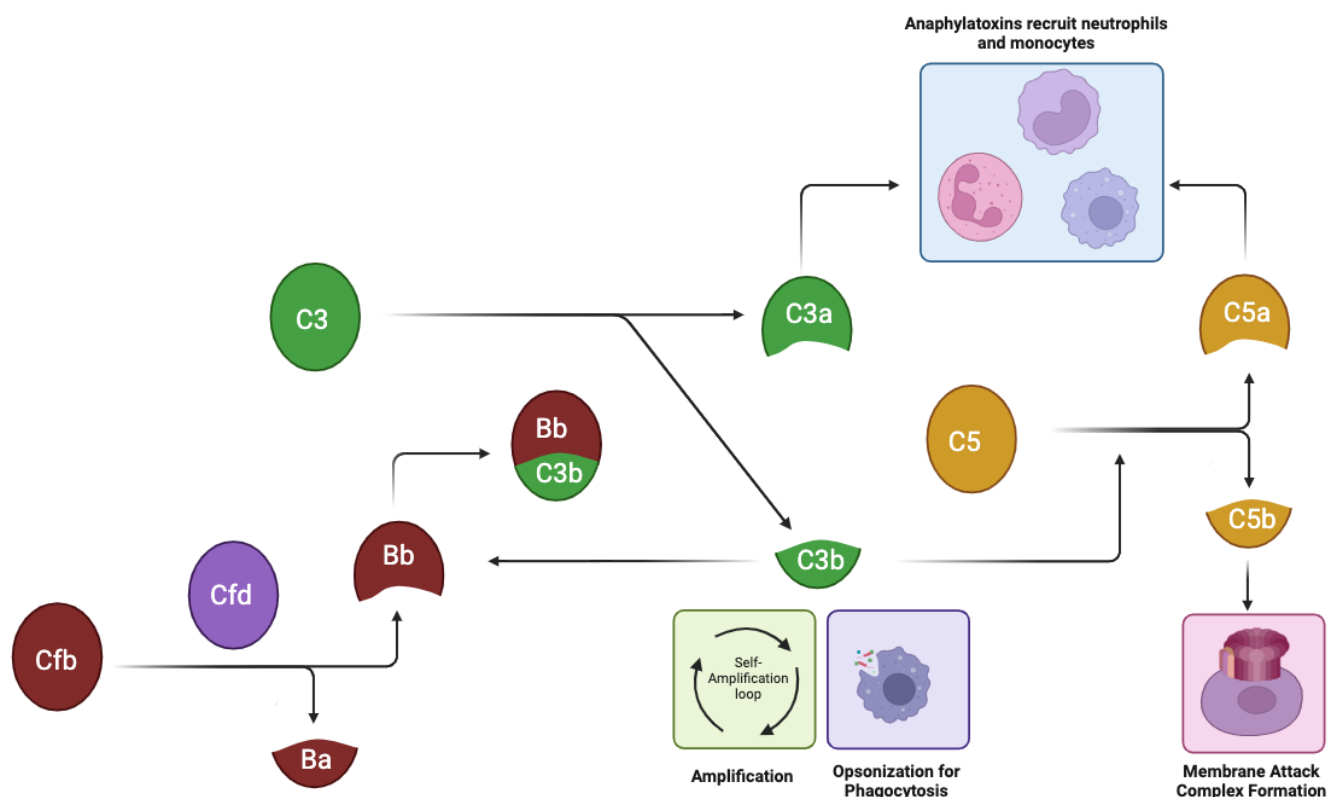 Anaphylatoxins recruit neutrophils
and monocytes
C3
C3a
C5a
Bb
C3b
C5
C5b
Bb
C3b
Cfd
Cfb
Ba
Self-
Amplification
loop
Amplification
Opsonization for
Phagocytosis
Membrane Attack
Complex Formation